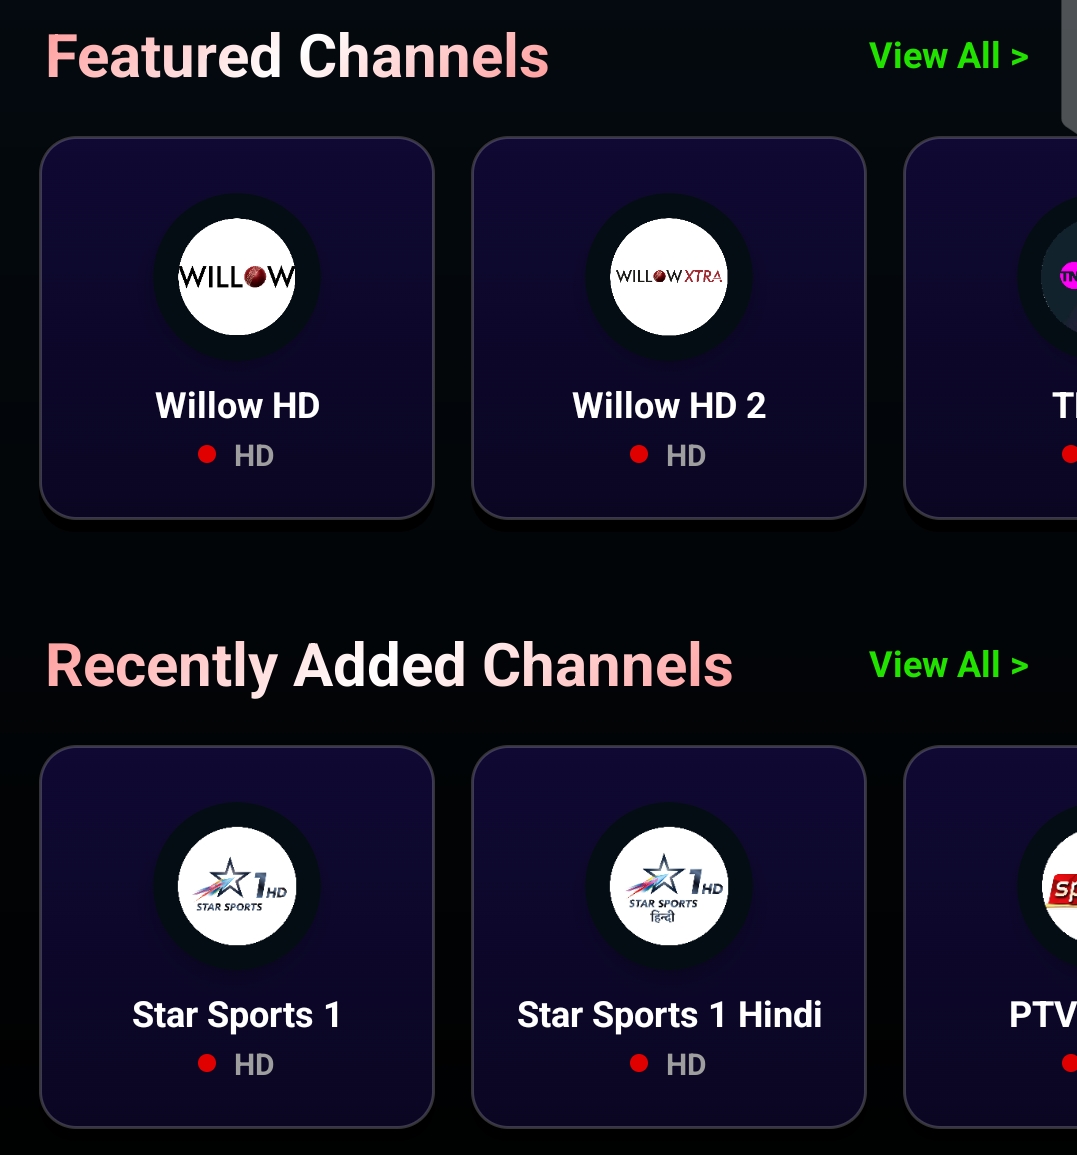 Featured Channels
View All >
WILLOW
WILLOW XTRA
Willow HD
Willow HD 2
HD
HD
Recently Added Channels
View All >
1HD
STAR SPORTS
1HD
STAR SPORTS
हिन्दी
Star Sports 1
Star Sports 1 Hindi
PTV
HD
HD